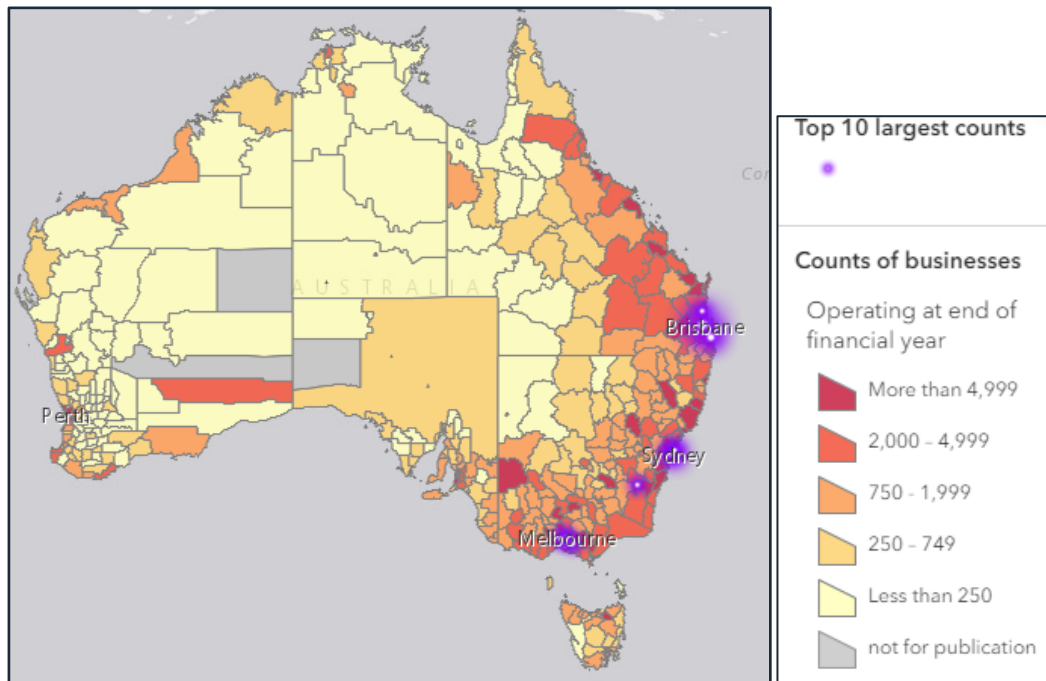 Cor
AUSTRALIA
Brisbane
Perth
Sydney
Melbourne
Top 10 largest counts
Counts of businesses
Operating at end of
financial year
More than 4,999
2,000 - 4,999
750 - 1,999
250 - 749
Less than 250
not for publication